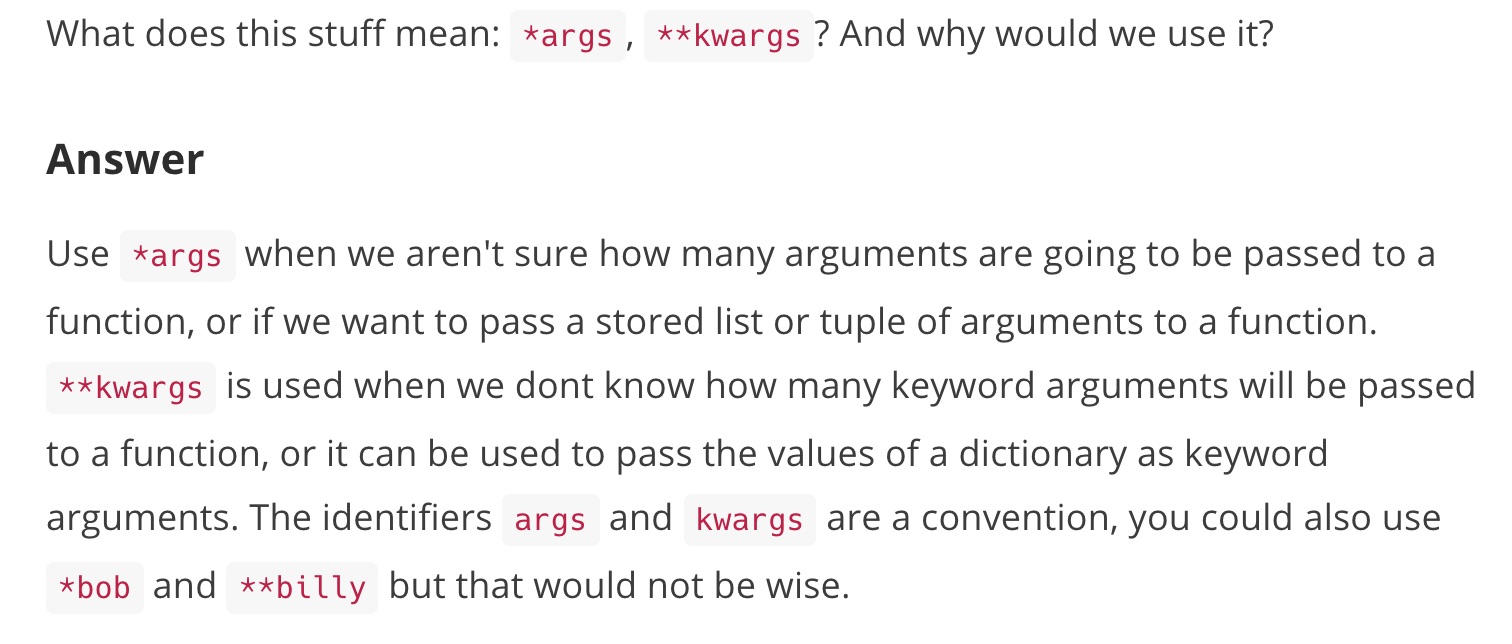 What does this stuff mean: *args, **kwargs? And why would we use it?
Answer
Use *args when we aren't sure how many arguments are going to be passed to a
function, or if we want to pass a stored list or tuple of arguments to a function.
**kwargs is used when we dont know how many keyword arguments will be passed
to a function, or it can be used to pass the values of a dictionary as keyword
arguments. The identifiers args and kwargs are a convention, you could also use
*bob and **billy but that would not be wise.